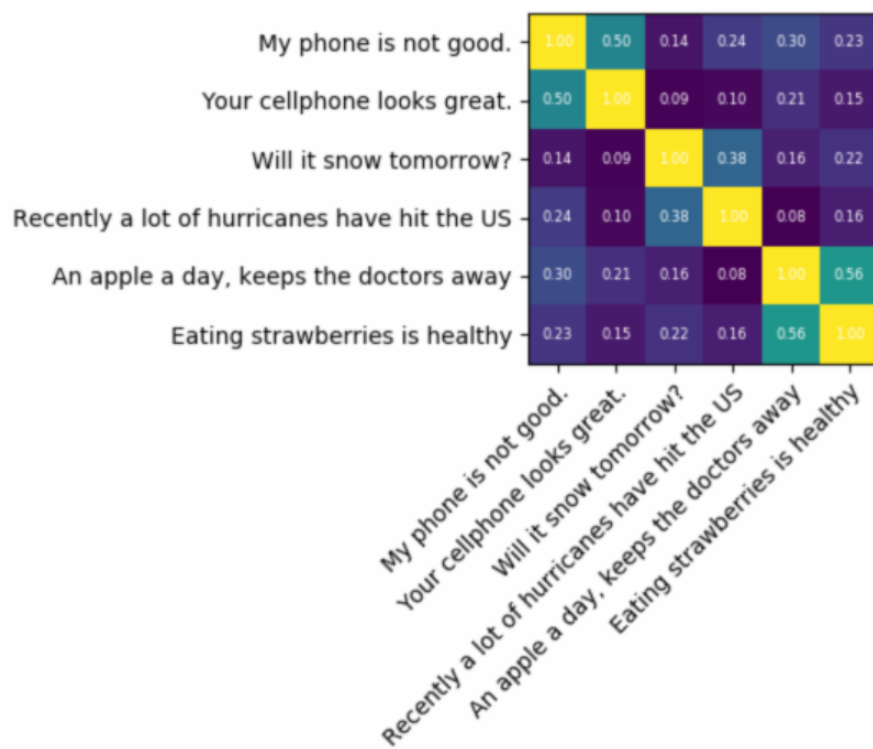 My phone is not good. 1.00 0.50 0.14 0.24 0.30 0.23
Your cellphone looks great. 0.50 1.00 0.09 0.10 0.21 0.15
Will it snow tomorrow? 0.14 0.09 1.00 0.38 0.16 0.22
Recently a lot of hurricanes have hit the US 0.24 0.10 0.38 1.00 0.08 0.16
An apple a day, keeps the doctors away 0.30 0.21 0.16 0.08 1.00 0.56
Eating strawberries is healthy 0.23 0.15 0.22 0.16 0.56 1.00
My phone is not good.
Your cellphone looks great.
Will it snow tomorrow?
Recently a lot of hurricanes have hit the US
An apple a day, keeps the doctors away
Eating strawberries is healthy